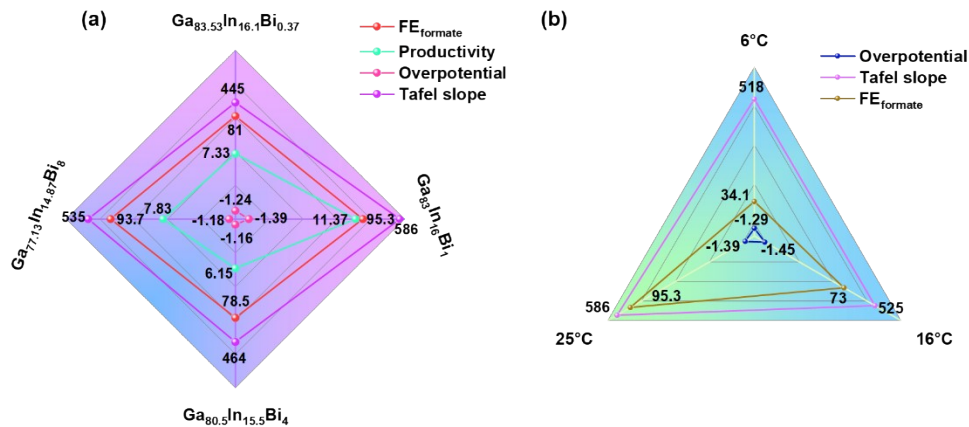 (a)
Ga83.53In16.1Bi0.37
FEformate
Productivity
Overpotential
Tafel slope
445
81
7.33
Ga77.13In14.87Bi8
535
93.7
7.83
-1.24
-1.18
-1.39
-1.16
11.37
95.3
586
Ga83In16Bi1
6.15
78.5
464
Ga80.5In15.5Bi4
(b)
6°C
Overpotential
Tafel slope
FEformate
518
34.1
-1.29
-1.39
-1.45
586
95.3
73
525
25°C
16°C